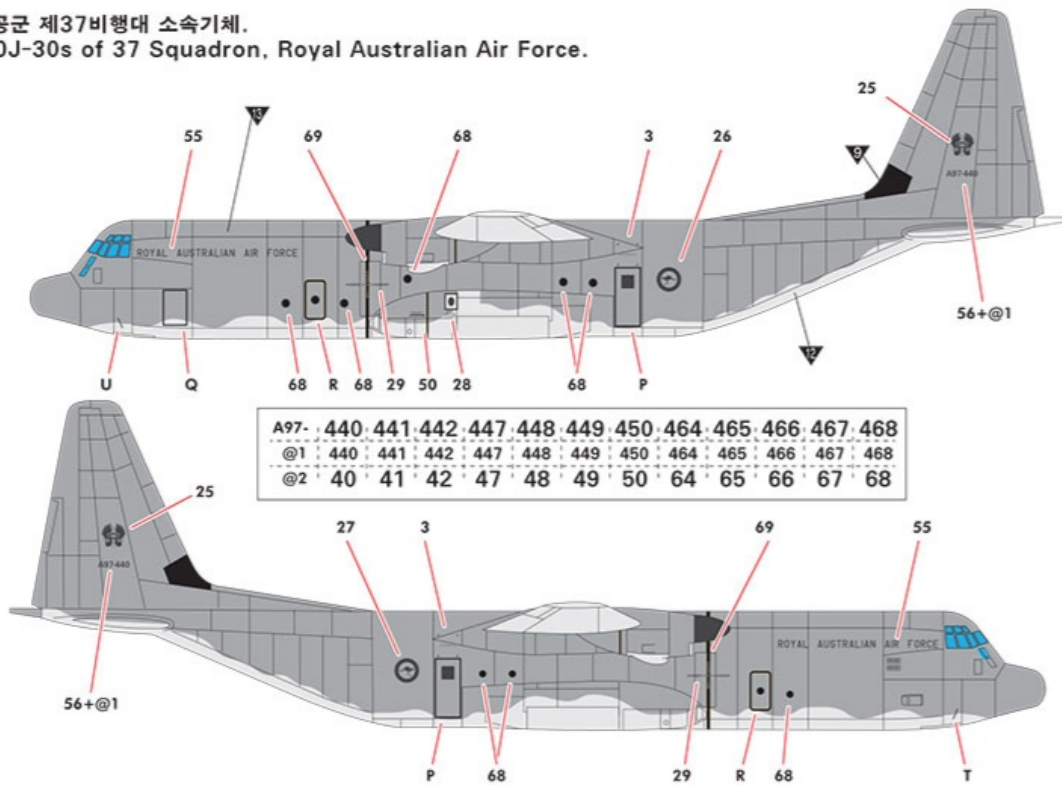 공군 제37비행대 소속기체.
0J-30s of 37 Squadron, Royal Australian Air Force.
25
13
55 69 68 3 26
9
A97-440
ROYAL AUSTRALIAN AIR FORCE
56+@1
12
U Q 68 R 68 29 50 28 68 P
A97- 440 441 442 447 448 449 450 464 465 466 467 468
@1 440 441 442 447 448 449 450 464 465 466 467 468
@2 40 41 42 47 48 49 50 64 65 66 67 68
25
27 3 69 55
A97-440
ROYAL AUSTRALIAN AIR FORCE
56+@1
P 68 29 R 68 T